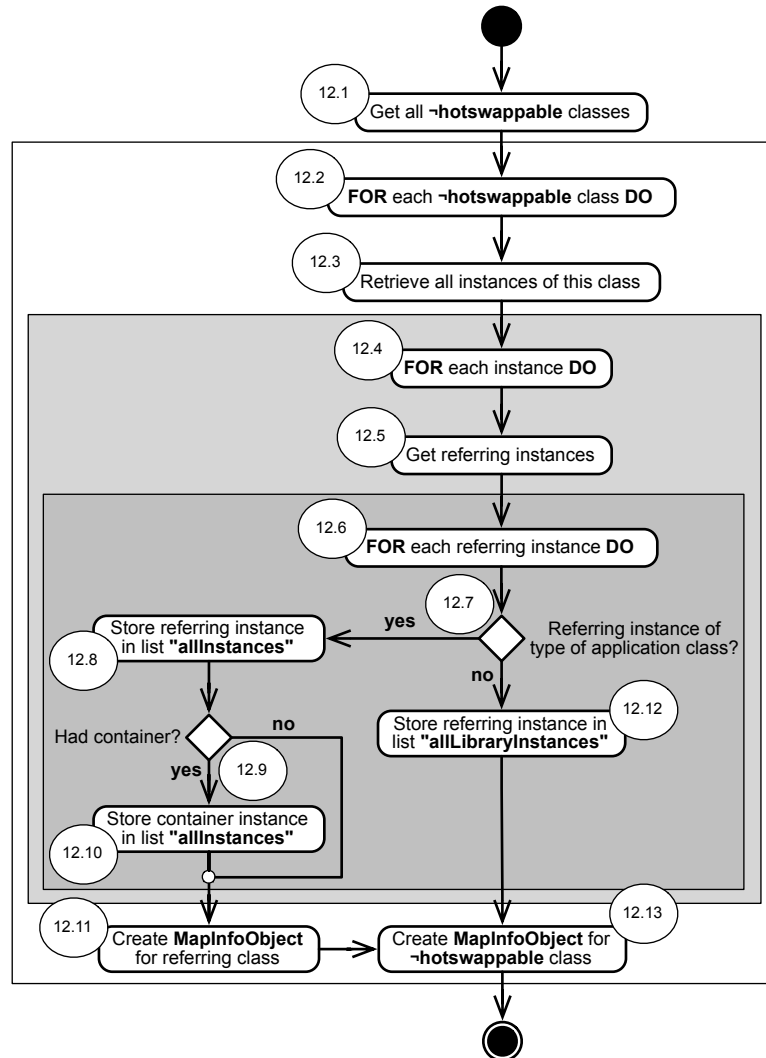 12.1
Get all ¬hotswappable classes
12.2
FOR each ¬hotswappable class DO
12.3
Retrieve all instances of this class
12.4
FOR each instance DO
12.5
Get referring instances
12.6
FOR each referring instance DO
12.7
yes
Referring instance of
type of application class?
no
Store referring instance
in list "allInstances"
12.8
12.12
Store referring instance in
list "allLibraryInstances"
Had container?
no
yes
12.9
Store container instance
in list "allInstances"
12.10
12.11
Create MapInfoObject
for referring class
12.13
Create MapInfoObject for
¬hotswappable class